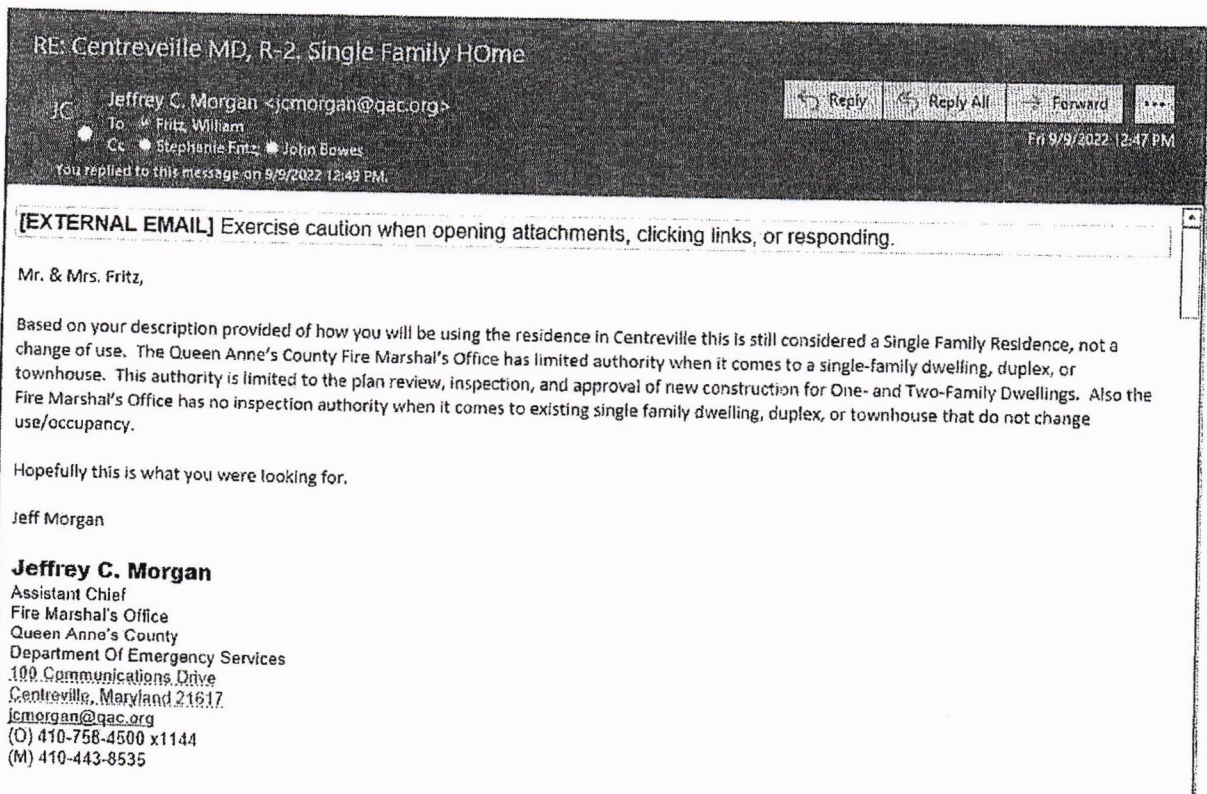 RE: Centreveille MD, R-2. Single Family HOme
JC
Jeffrey C. Morgan <jcmorgan@qac.org>
To Fritz, William
Cc Stephanie Fritz; John Bowes
You replied to this message on 9/9/2022 12:49 PM.
Reply Reply All Forward ...
Fri 9/9/2022 12:47 PM
[EXTERNAL EMAIL] Exercise caution when opening attachments, clicking links, or responding.
Mr. & Mrs. Fritz,
Based on your description provided of how you will be using the residence in Centreville this is still considered a Single Family Residence, not a
change of use. The Queen Anne's County Fire Marshal's Office has limited authority when it comes to a single-family dwelling, duplex, or
townhouse. This authority is limited to the plan review, inspection, and approval of new construction for One- and Two-Family Dwellings. Also the
Fire Marshal's Office has no inspection authority when it comes to existing single family dwelling, duplex, or townhouse that do not change
use/occupancy.
Hopefully this is what you were looking for.
Jeff Morgan
Jeffrey C. Morgan
Assistant Chief
Fire Marshal's Office
Queen Anne's County
Department Of Emergency Services
100 Communications Drive
Centreville, Maryland 21617
jcmorgan@qac.org
(O) 410-758-4500 x1144
(M) 410-443-8535